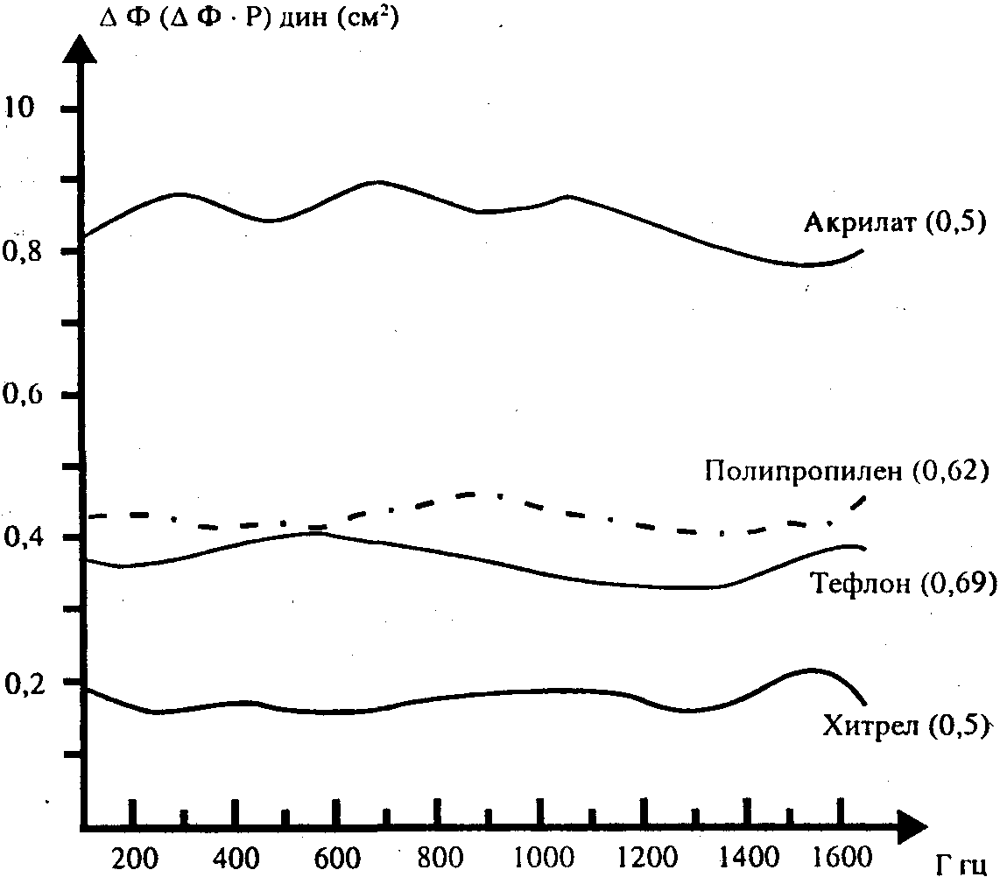 Δ Ф (Δ Ф · Р) дин (см²)
10
0,8
Акрилат (0,5)
0,6
Полипропилен (0,62)
0,4
Тефлон (0,69)
0,2
Хитрел (0,5)
200 400 600 800 1000 1200 1400 1600 Г гц